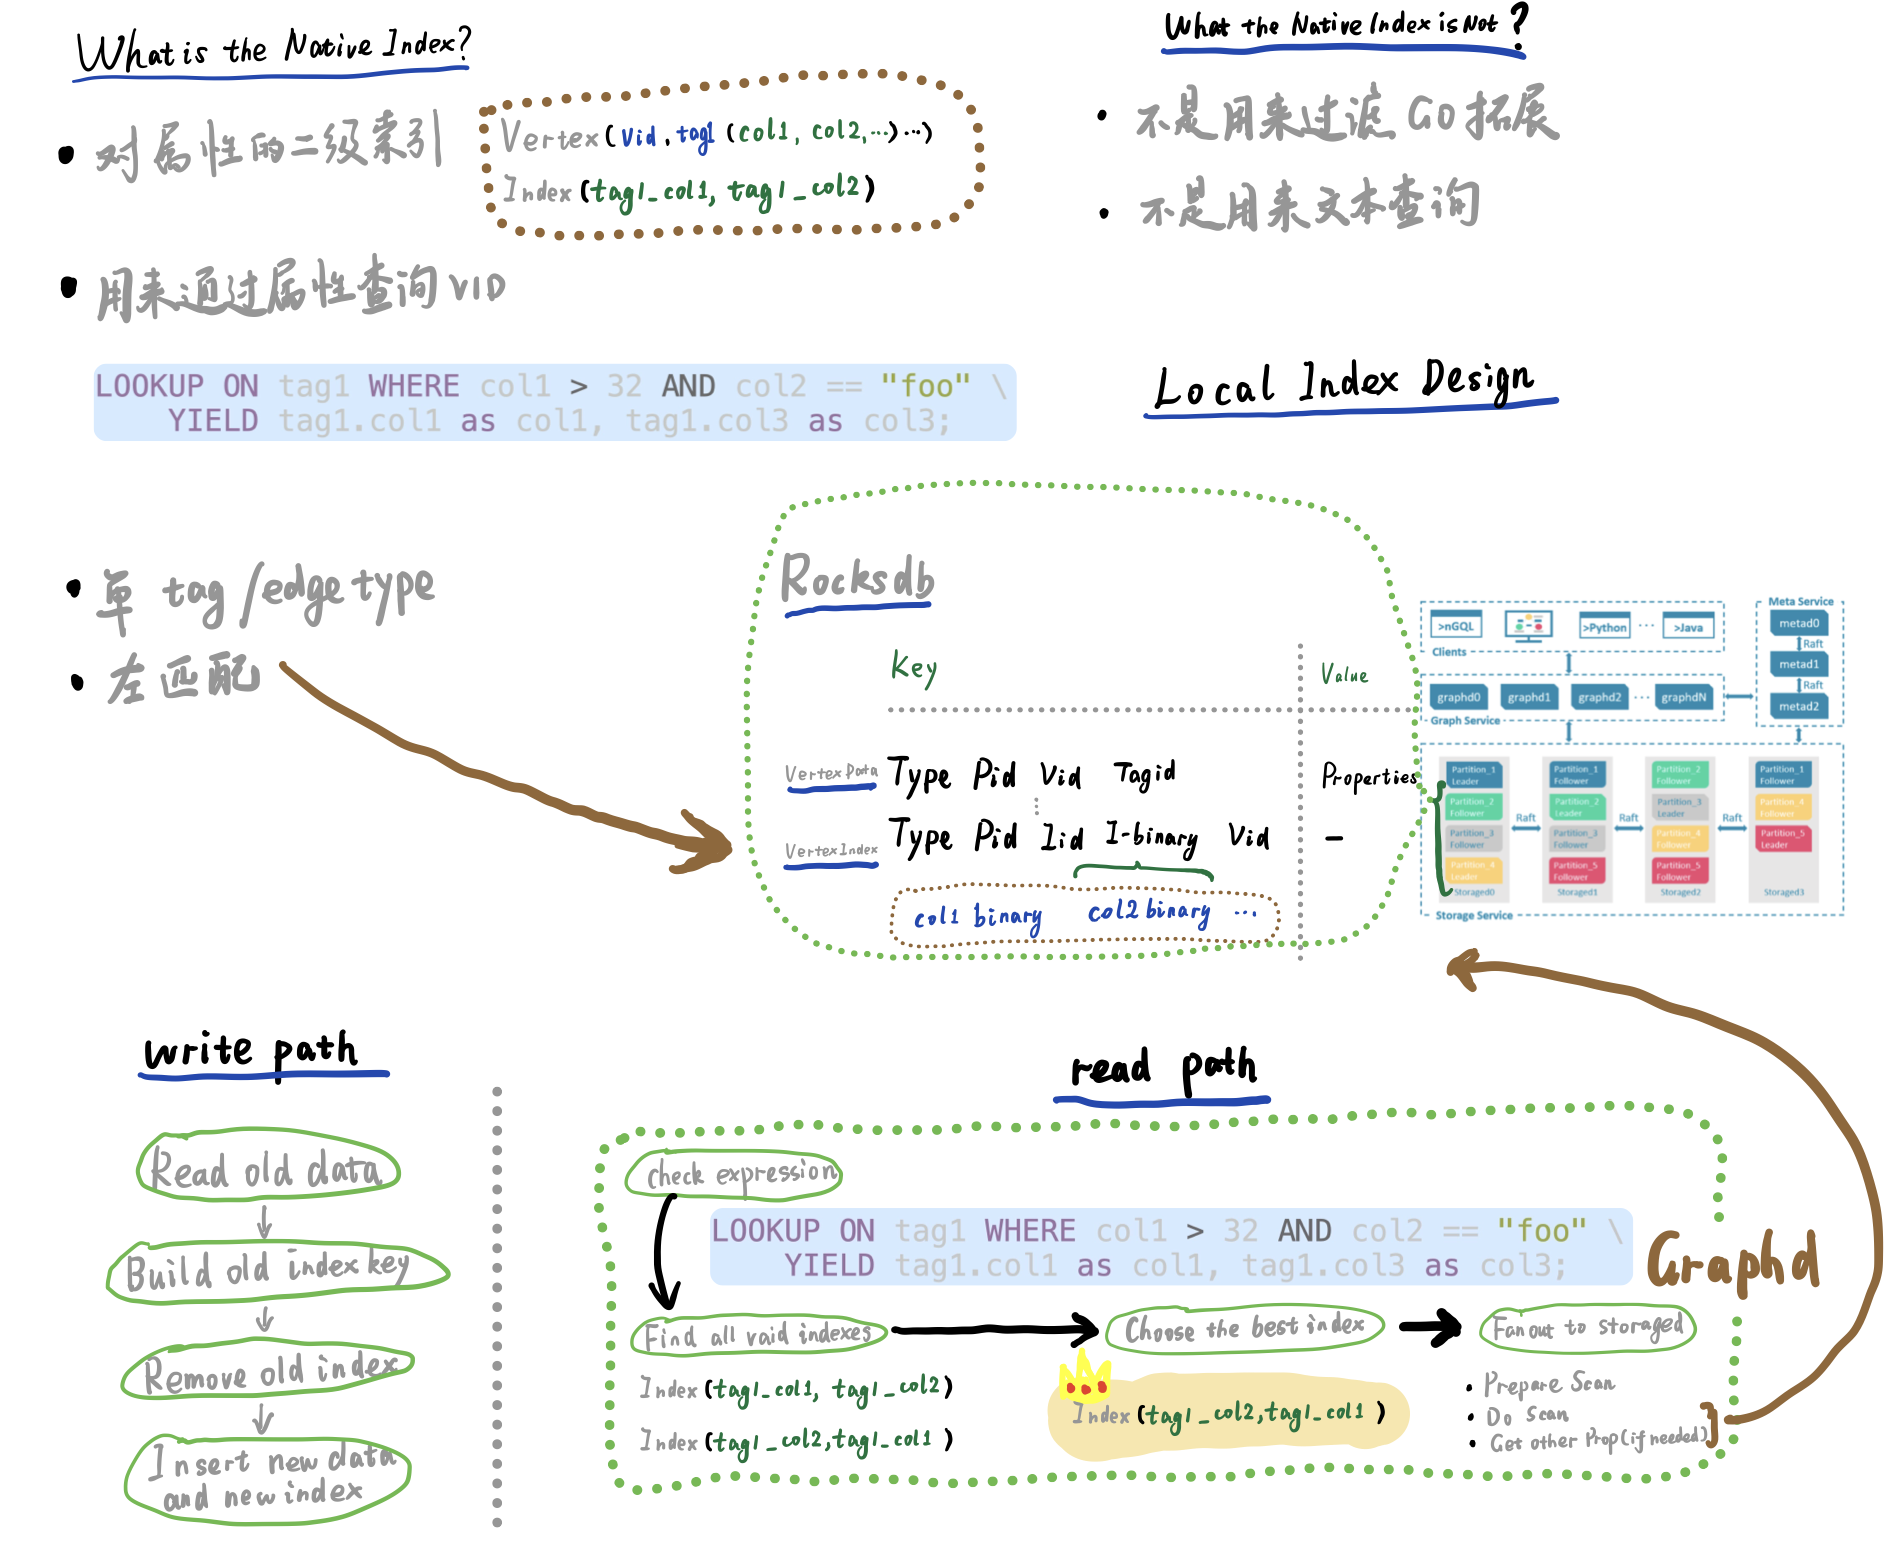 What is the Native Index?
• 对属性的二级索引
Vertex(Vid, tag1 (col1, col2,...)...)
Index(tag1_col1, tag1_col2)
• 用来通过属性查询VID
LOOKUP ON tag1 WHERE col1 > 32 AND col2 == "foo" \
YIELD tag1.col1 as col1, tag1.col3 as col3;
What the Native Index is Not?
• 不是用来过滤 GO 拓展
• 不是用来文本查询
Local Index Design
• 单 tag/edge type
• 左匹配
Rocksdb
Key
Value
Vertex Data Type Pid Vid Tagid Properties
Vertex Index Type Pid Iid I-binary Vid -
col1 binary col2 binary ...
>nGQL >Python ... >Java
Clients
graphd0 graphd1 graphd2 ... graphdN
Graph Service
Meta Service
metad0
Raft
metad1
Raft
metad2
Partition_1 Leader
Partition_2 Follower
Partition_3 Follower
Partition_4 Leader
Storaged0
Raft
Partition_1 Follower
Partition_2 Leader
Partition_3 Follower
Partition_5 Follower
Storaged1
Raft
Partition_2 Follower
Partition_3 Leader
Partition_4 Follower
Partition_5 Follower
Storaged2
Raft
Partition_1 Follower
Partition_4 Follower
Partition_5 Leader
Storaged3
Storage Service
write path
Read old data
Build old index key
Remove old index
Insert new data
and new index
read path
check expression
LOOKUP ON tag1 WHERE col1 > 32 AND col2 == "foo" \
YIELD tag1.col1 as col1, tag1.col3 as col3;
Graphd
Find all vaid indexes
Index(tag1_col1, tag1_col2)
Index(tag1_col2,tag1_col1)
Choose the best index
Index(tag1_col2,tag1_col1)
Fan out to storaged
• Prepare Scan
• Do Scan
• Get other Prop(if needed)